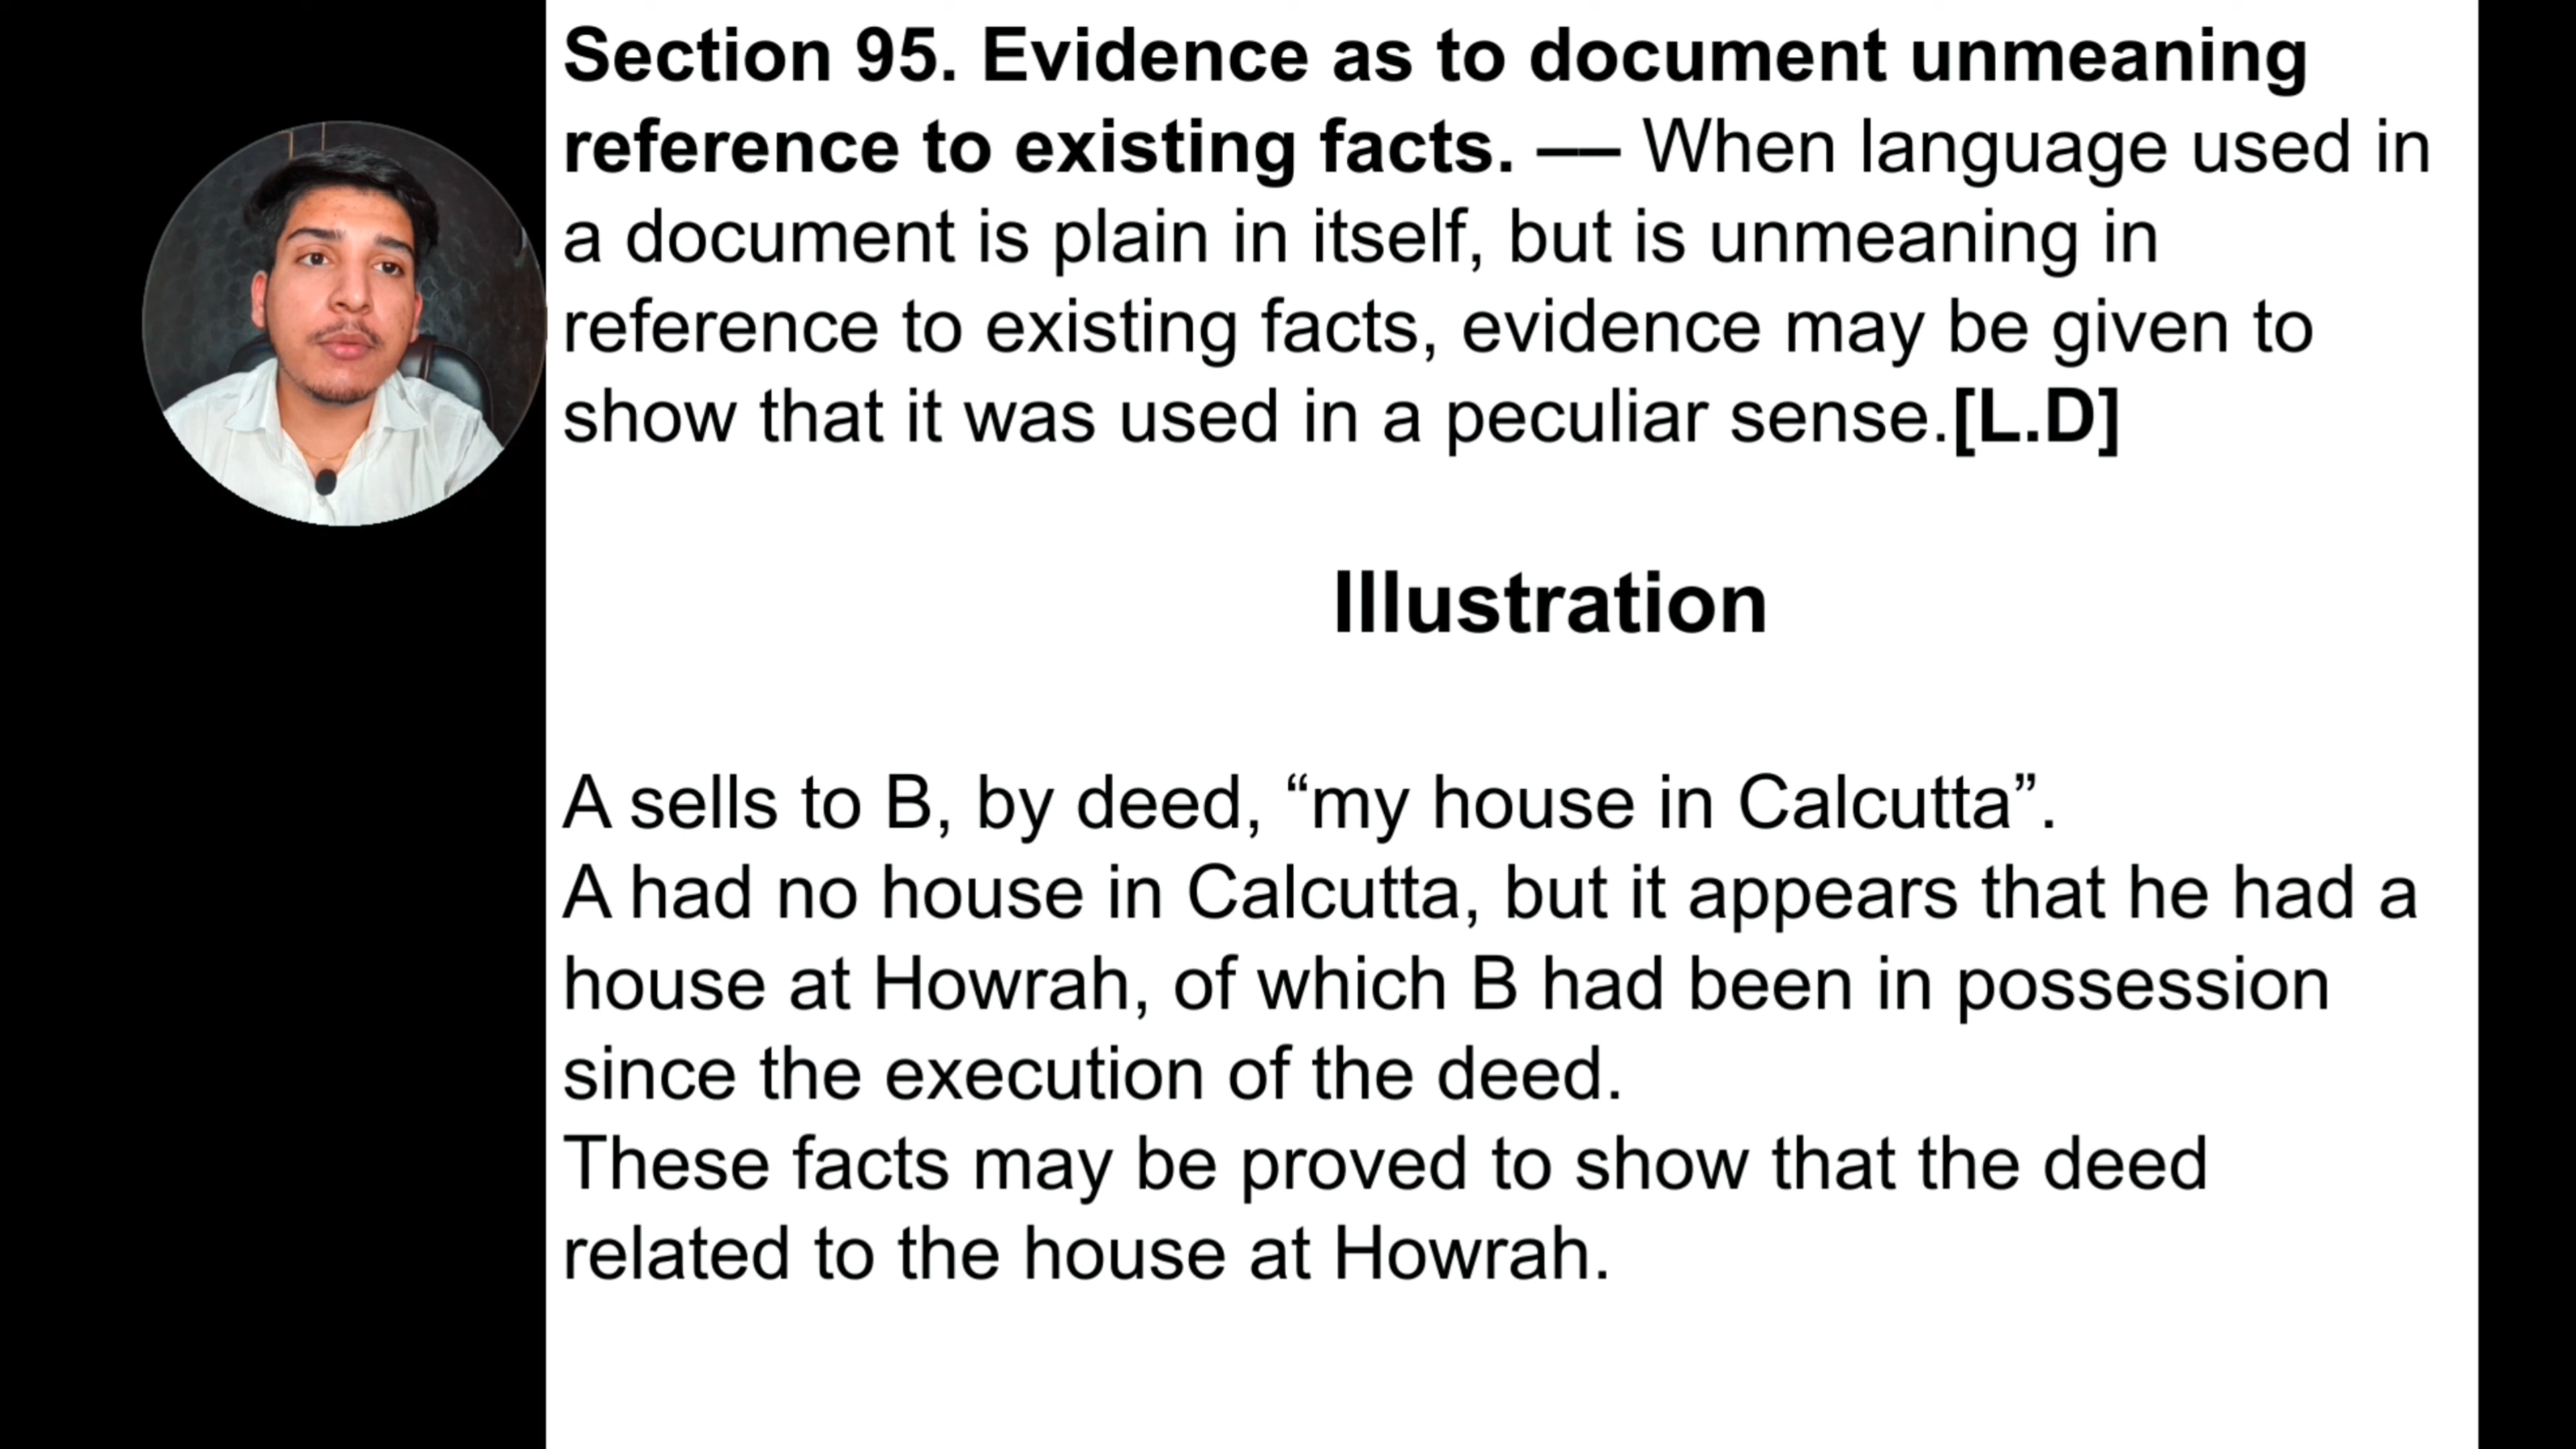 Section 95. Evidence as to document unmeaning
reference to existing facts. — When language used in
a document is plain in itself, but is unmeaning in
reference to existing facts, evidence may be given to
show that it was used in a peculiar sense.[L.D]
Illustration
A sells to B, by deed, “my house in Calcutta”.
A had no house in Calcutta, but it appears that he had a
house at Howrah, of which B had been in possession
since the execution of the deed.
These facts may be proved to show that the deed
related to the house at Howrah.